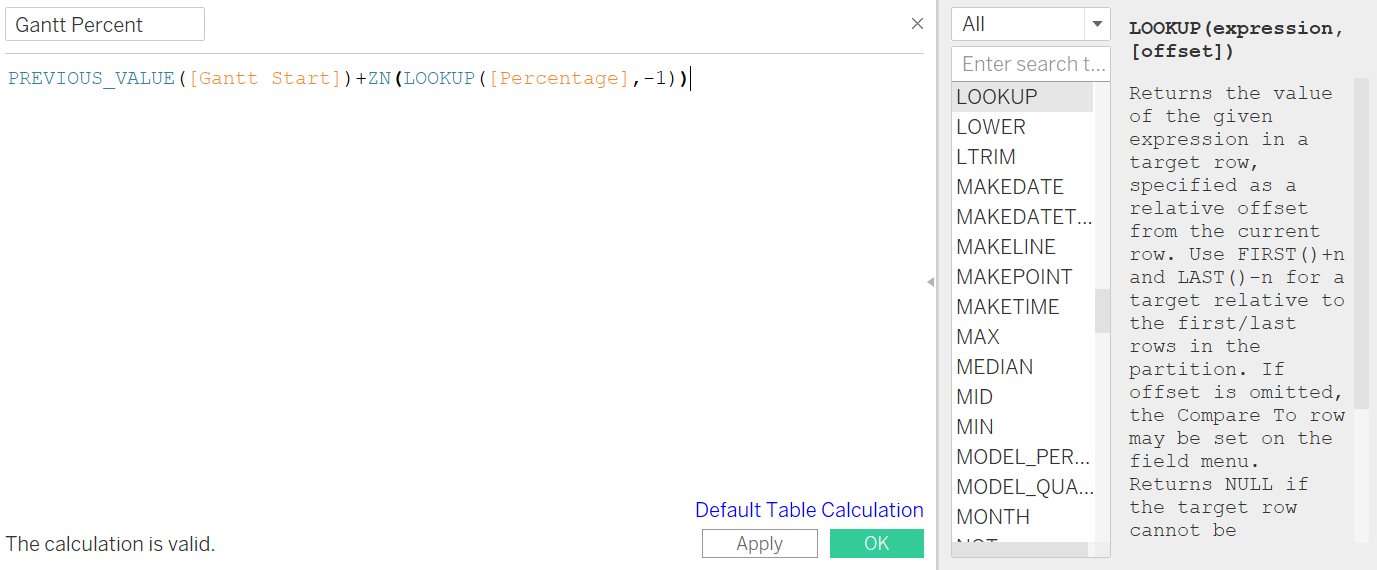 Gantt Percent
×
PREVIOUS_VALUE([Gantt Start])+ZN(LOOKUP([Percentage],-1))
Default Table Calculation
The calculation is valid.
Apply
OK
All
Enter search t...
LOOKUP
LOWER
LTRIM
MAKEDATE
MAKEDATET...
MAKELINE
MAKEPOINT
MAKETIME
MAX
MEDIAN
MID
MIN
MODEL_PER...
MODEL_QUA...
MONTH
LOOKUP(expression,
[offset])
Returns the value
of the given
expression in a
target row,
specified as a
relative offset
from the current
row. Use FIRST()+n
and LAST()-n for a
target relative to
the first/last
rows in the
partition. If
offset is omitted,
the Compare To row
may be set on the
field menu.
Returns NULL if
the target row
cannot be